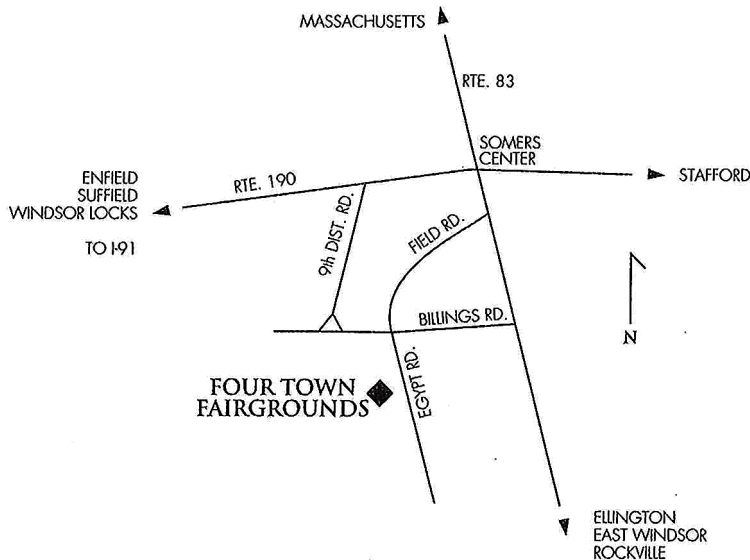 MASSACHUSETTS
RTE. 83
SOMERS
CENTER
STAFFORD
ENFIELD
SUFFIELD
WINDSOR LOCKS
TO I-91
RTE. 190
9th DIST. RD.
FIELD RD.
BILLINGS RD.
N
EGYPT RD.
FOUR TOWN
FAIRGROUNDS
ELLINGTON
EAST WINDSOR
ROCKVILLE